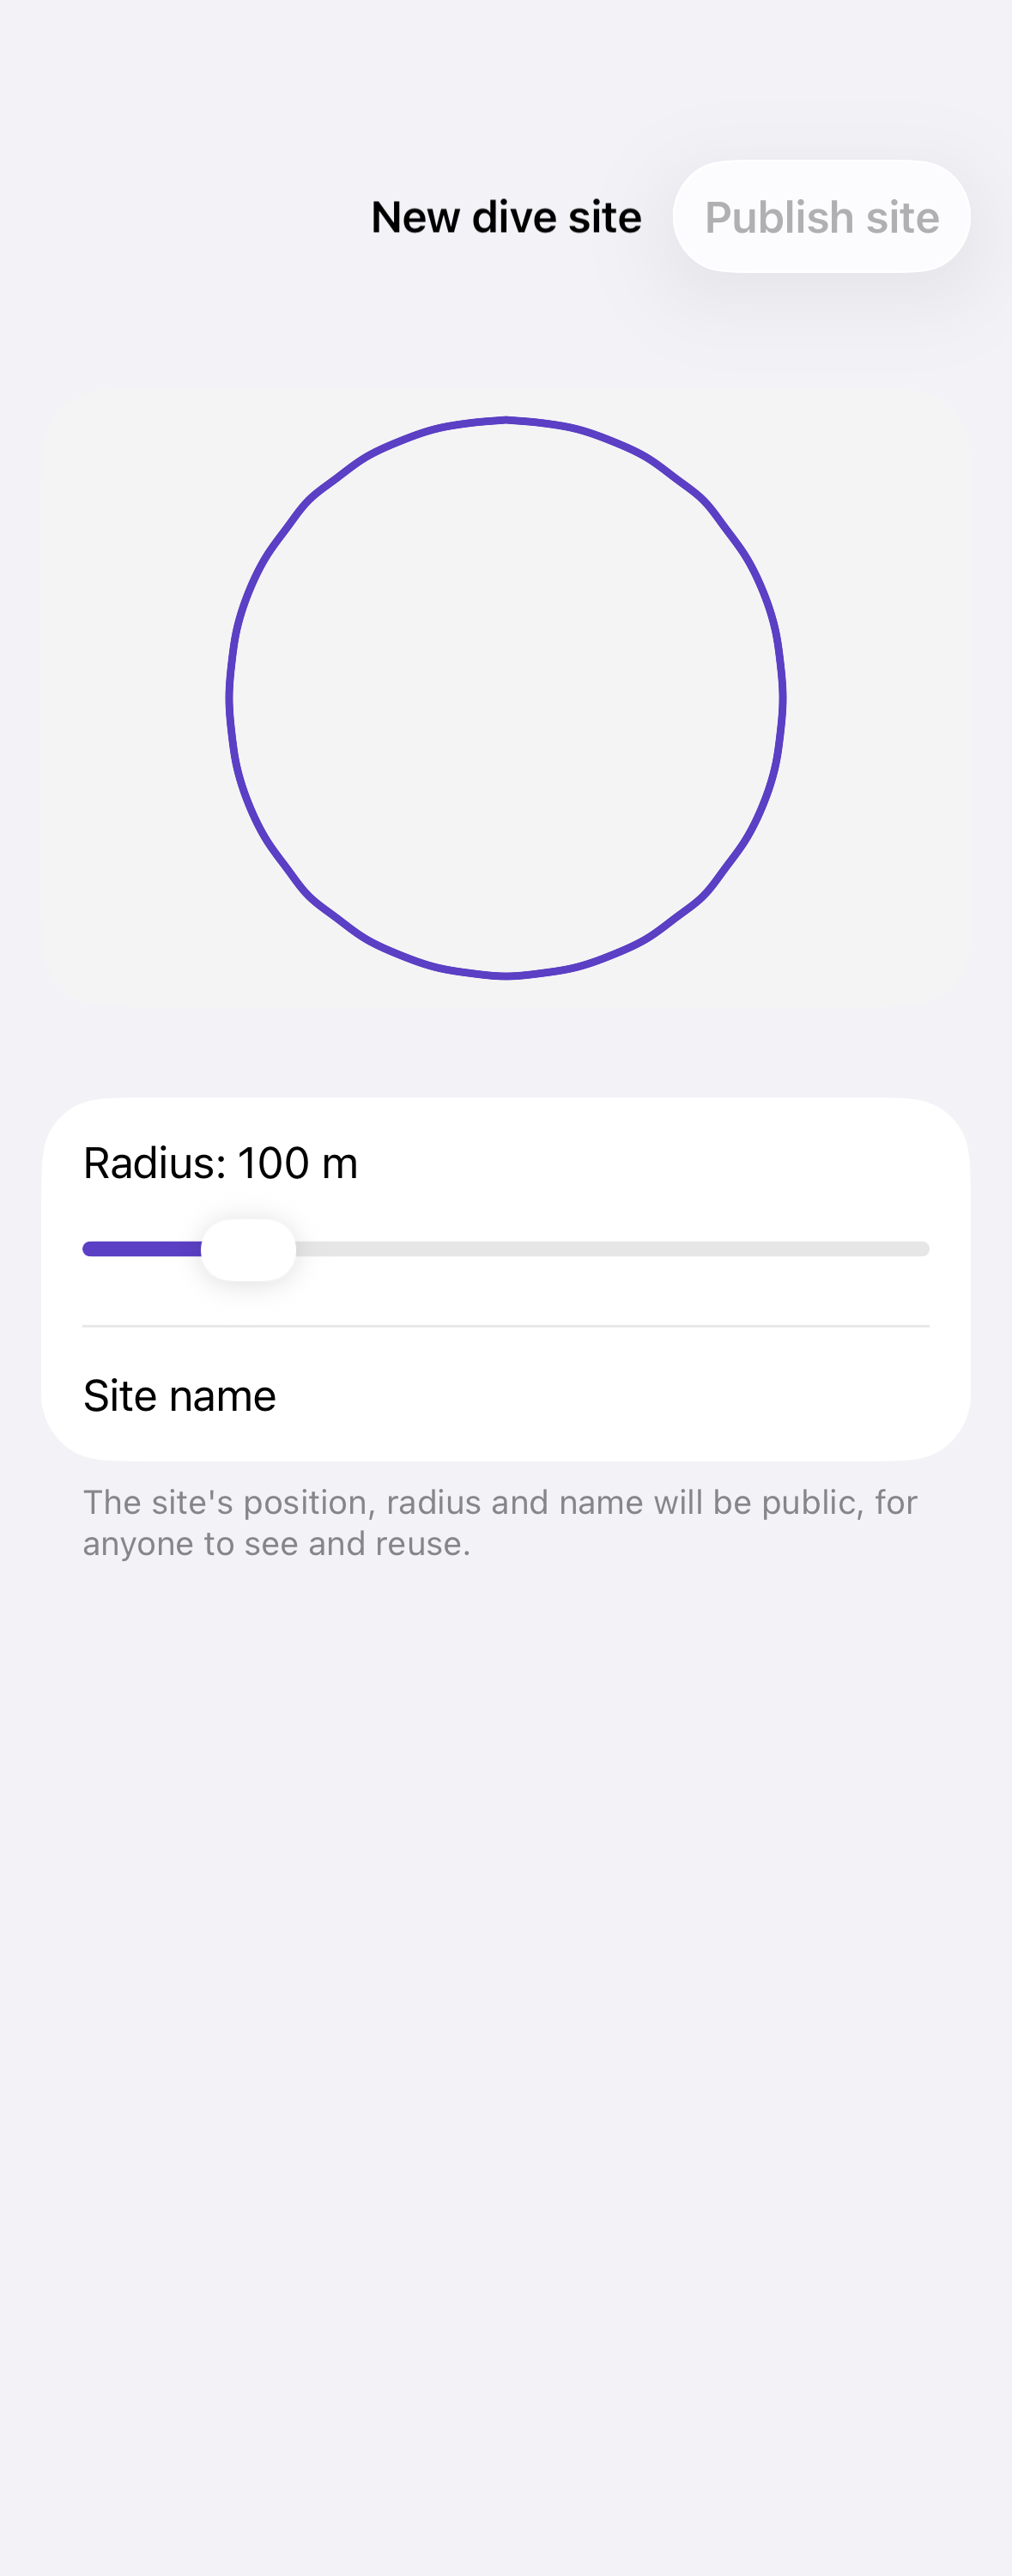 New dive site
Publish site
Radius: 100 m
Site name
The site's position, radius and name will be public, for
anyone to see and reuse.